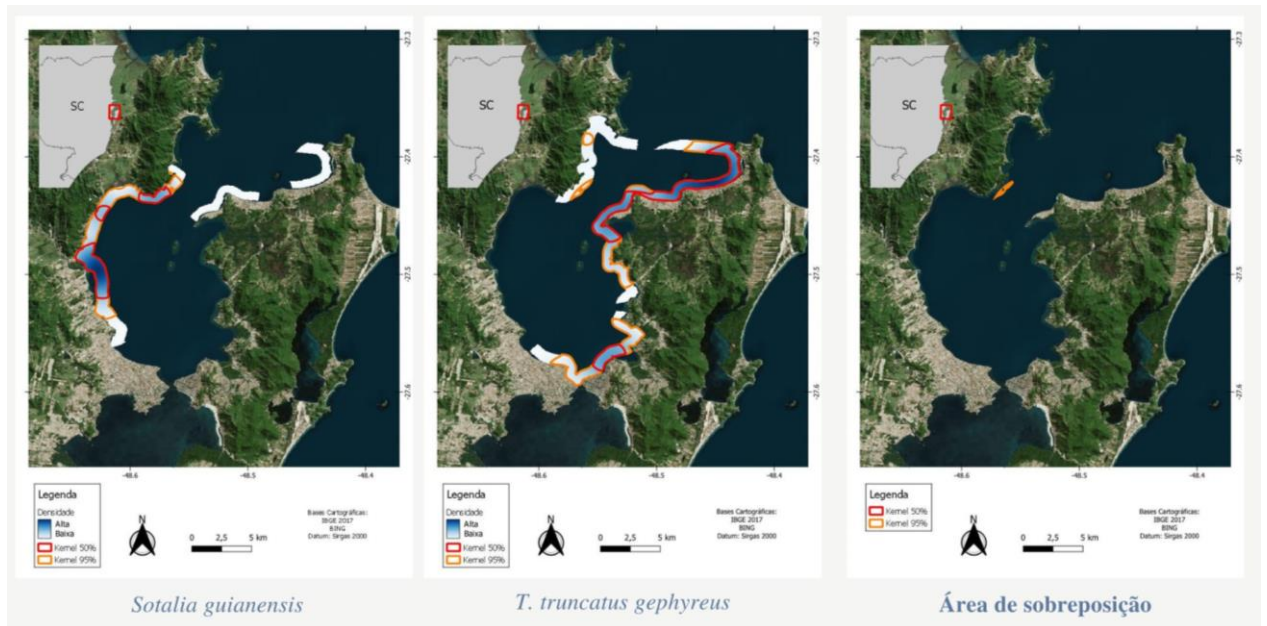 SC
-27.3
-27.4
-27.5
-27.6
-48.6
-48.5
-48.4
Legenda
Densidade
Alta
Baixa
Kernel 50%
Kernel 95%
N
0 2,5 5 km
Bases Cartográficas:
IBGE 2017
BING
Datum: Sirgas 2000
Sotalia guianensis
SC
-27.3
-27.4
-27.5
-27.6
-48.6
-48.5
-48.4
Legenda
Densidade
Alta
Baixa
Kernel 50%
Kernel 95%
N
0 2,5 5 km
Bases Cartográficas:
IBGE 2017
BING
Datum: Sirgas 2000
T. truncatus gephyreus
SC
-27.3
-27.4
-27.5
-27.6
-48.6
-48.5
-48.4
Legenda
Kernel 50%
Kernel 95%
N
0 2,5 5 km
Bases Cartográficas:
IBGE 2017
BING
Datum: Sirgas 2000
Área de sobreposição